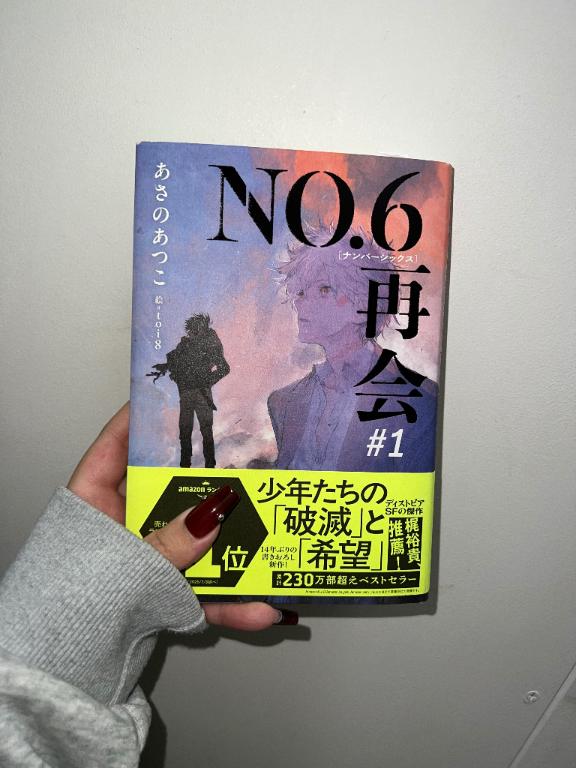 NO.6
[ナンバーシックス]
再会
#1
あさのあつこ
絵*toi8
amazon ラン
売れ
位
少年たちの
「破滅」と
「希望」
14年ぶりの
書きおろし
新作!
ディストピア
SFの傑作
梶裕貴
推薦!
累計230万部超えベストセラー